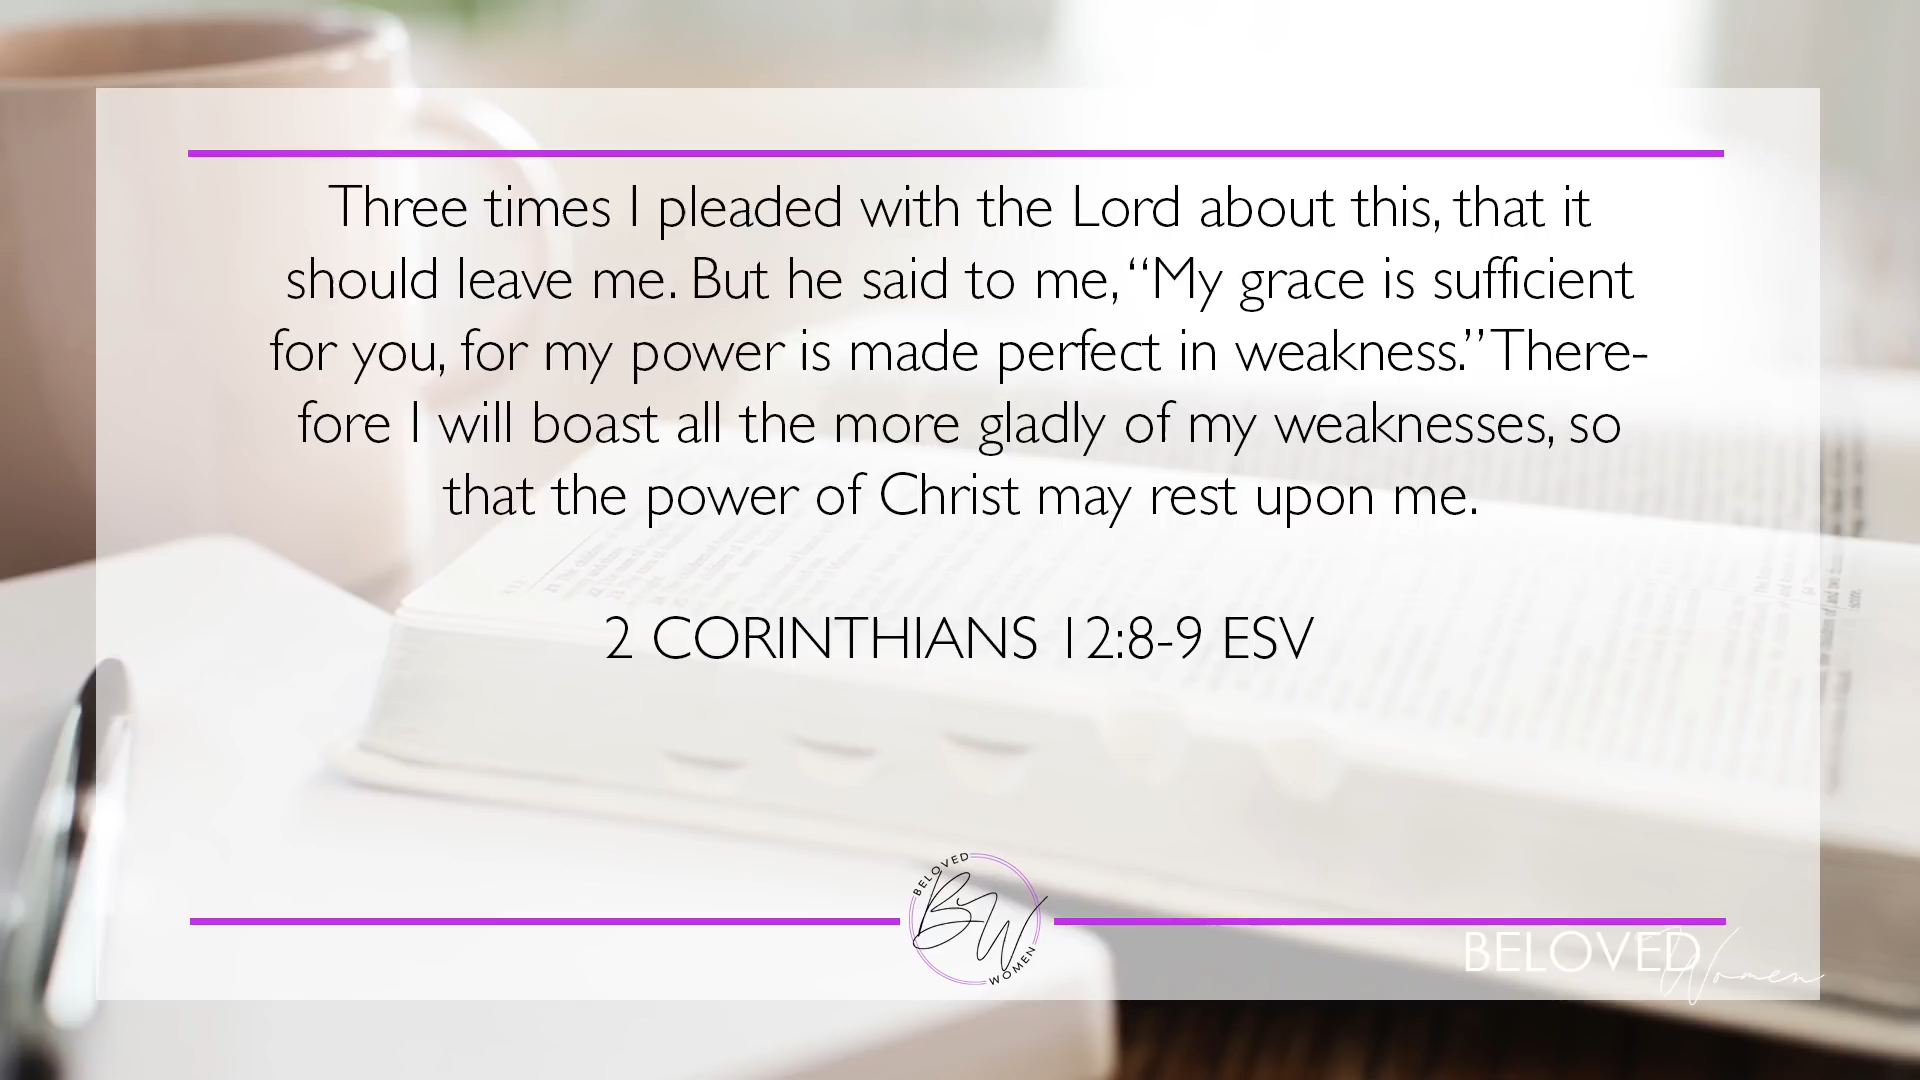 Three times I pleaded with the Lord about this, that it
should leave me. But he said to me, “My grace is sufficient
for you, for my power is made perfect in weakness.” There-
fore I will boast all the more gladly of my weaknesses, so
that the power of Christ may rest upon me.
2 CORINTHIANS 12:8-9 ESV
BELOVED
BW
WOMEN
BELOVED Women